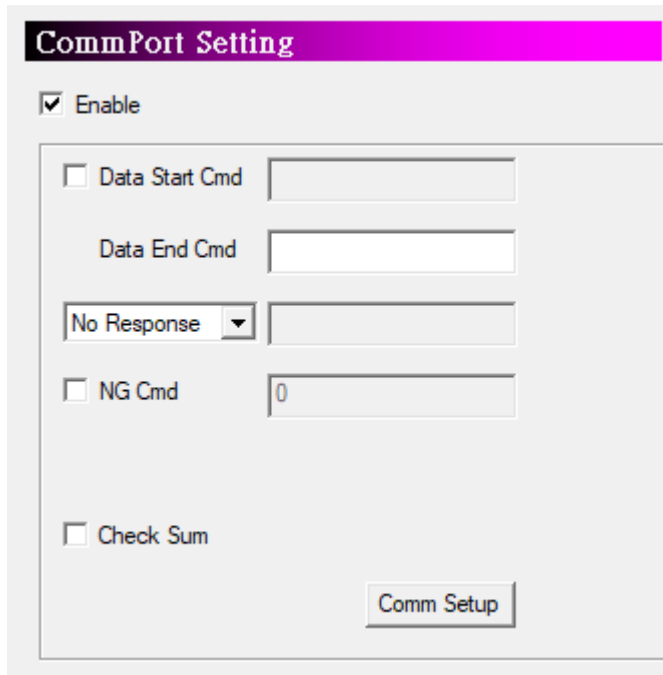 CommPort Setting
Enable
Data Start Cmd
Data End Cmd
No Response
NG Cmd 0
Check Sum
Comm Setup